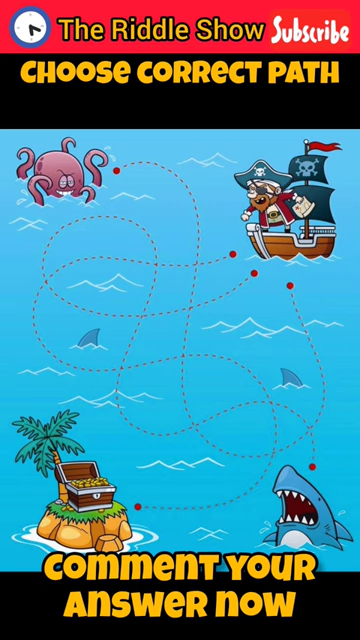 The Riddle Show Subscribe
CHOOSE CORRECT PATH
COMMENT YOUR
ANSWER NOW